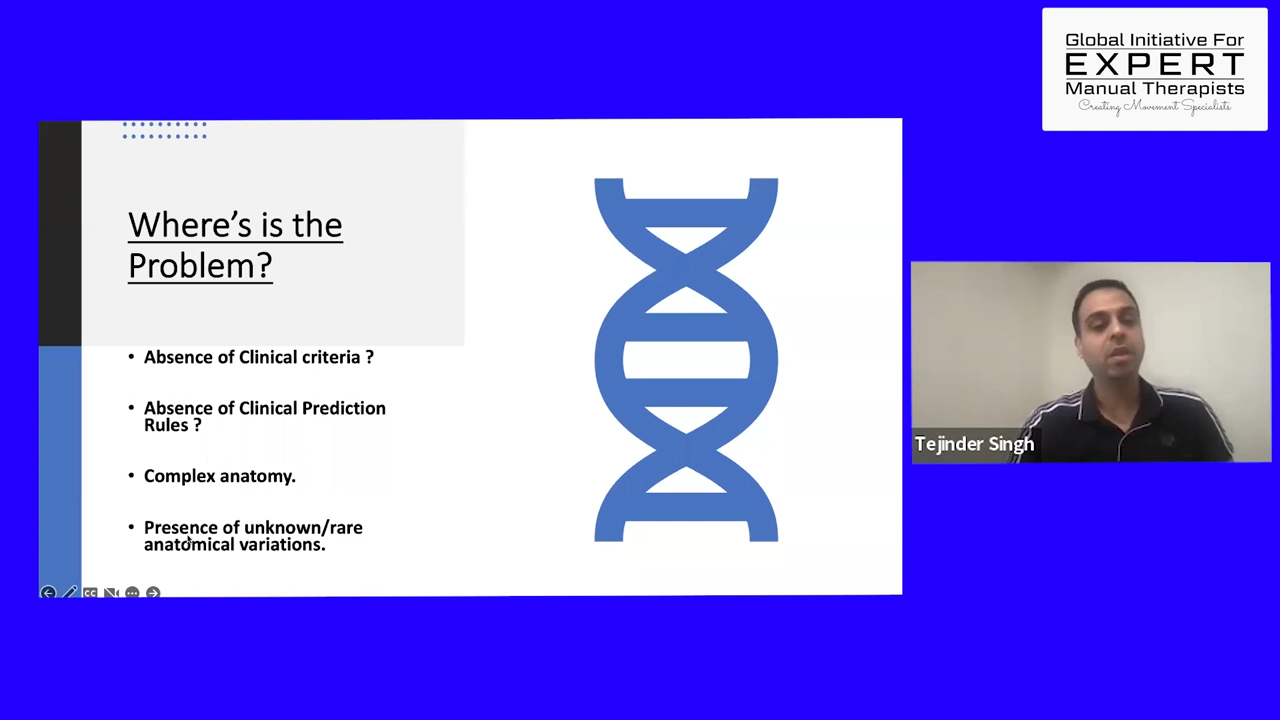 Global Initiative For
EXPERT
Manual Therapists
Creating Movement Specialists
Where's is the
Problem?
• Absence of Clinical criteria ?
• Absence of Clinical Prediction
Rules ?
• Complex anatomy.
• Presence of unknown/rare
anatomical variations.
CC
Tejinder Singh